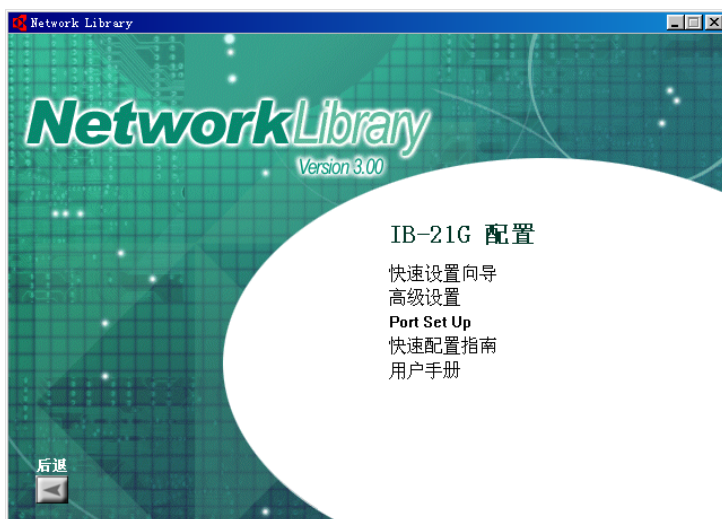 Network Library
NetworkLibrary
Version 3.00
IB-21G 配置
快速设置向导
高级设置
Port Set Up
快速配置指南
用户手册
后退